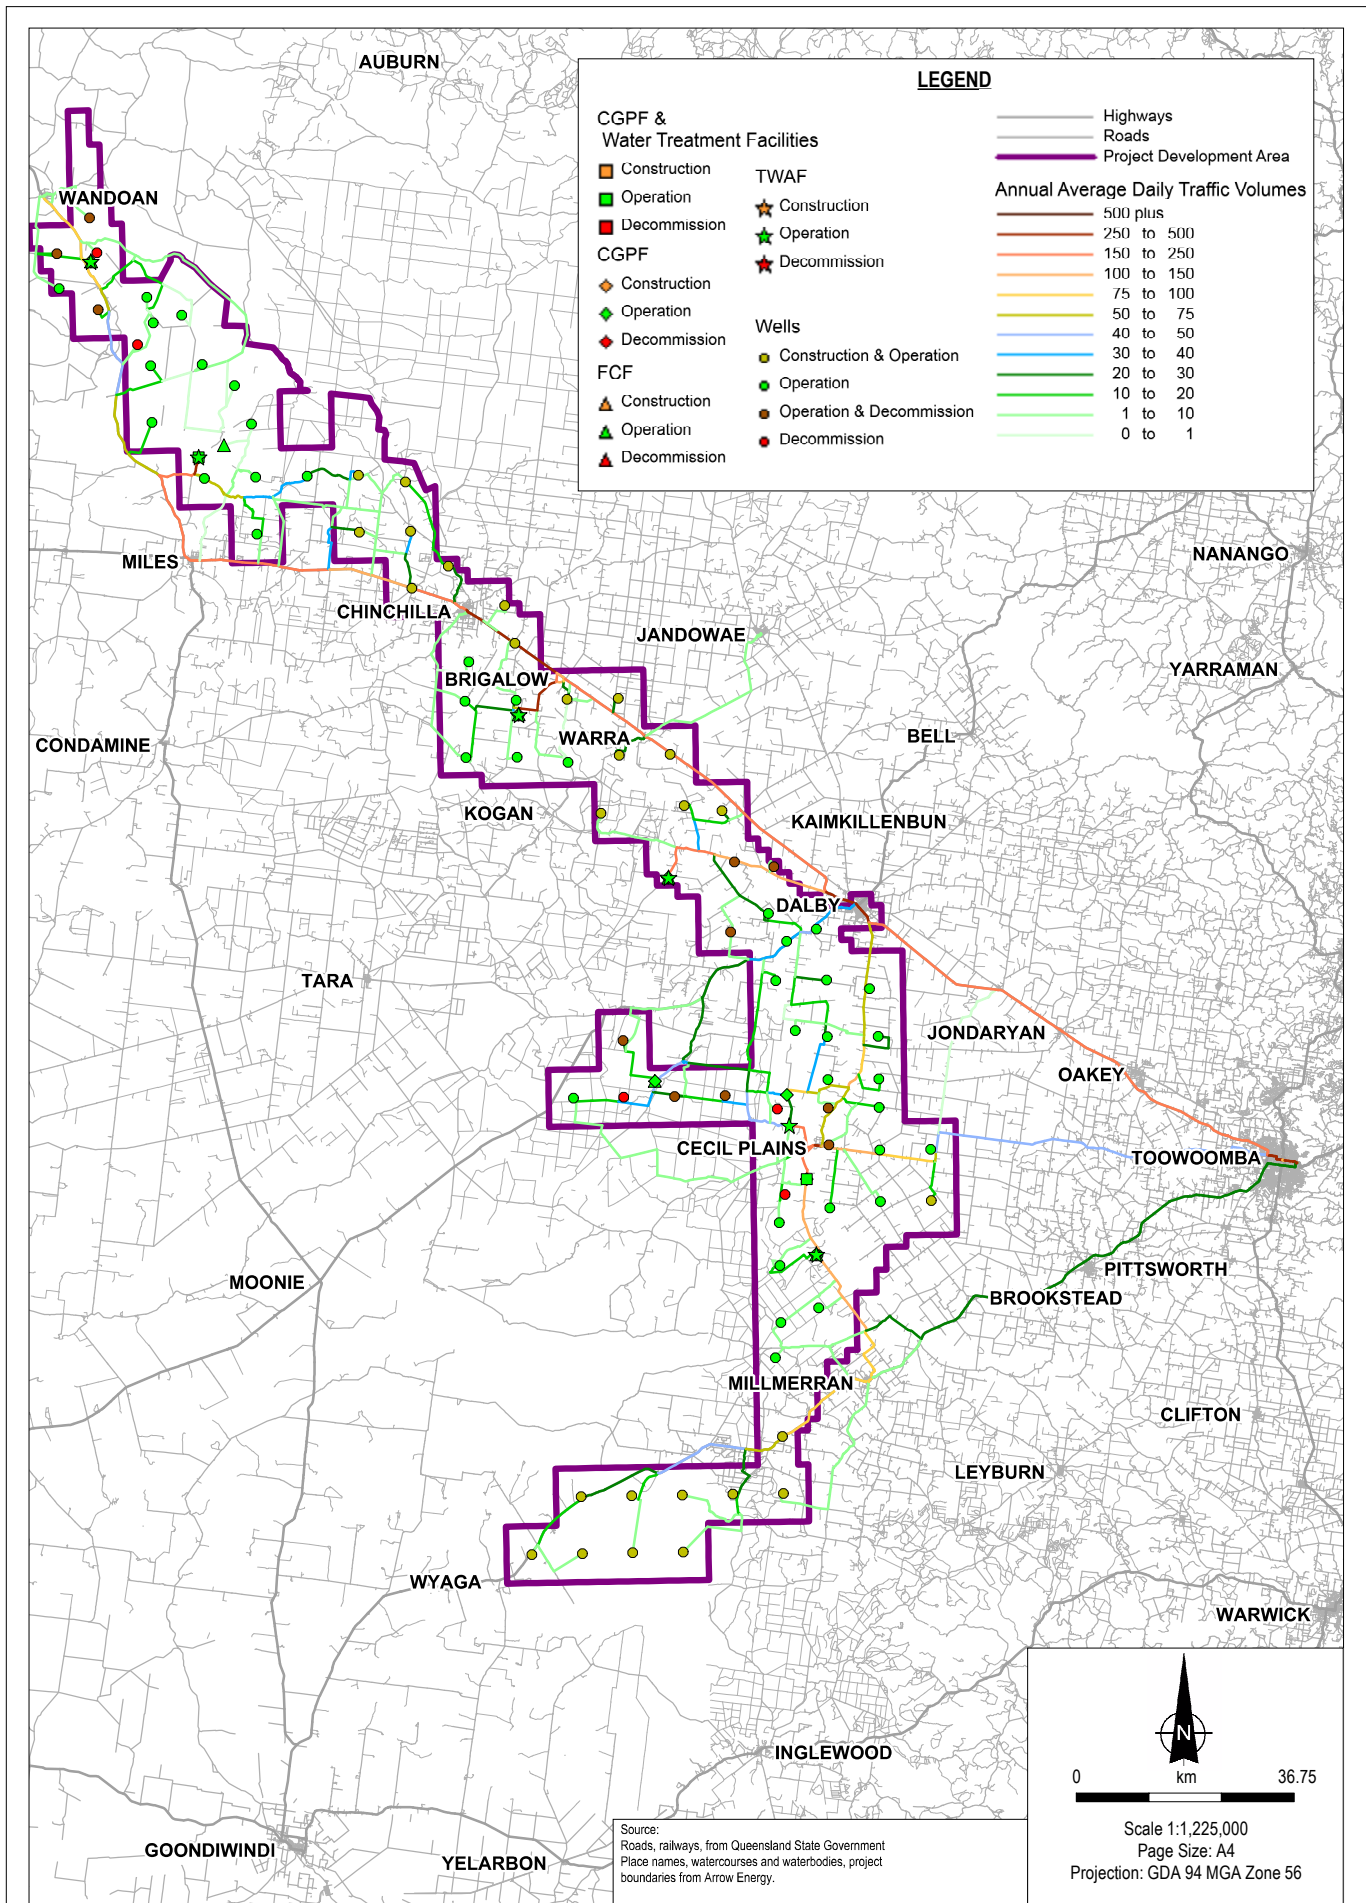 AUBURN
LEGEND
CGPF &
Water Treatment Facilities
Construction
Operation
Decommission
CGPF
Construction
Operation
Decommission
FCF
Construction
Operation
Decommission
TWAF
Construction
Operation
Decommission
Wells
Construction & Operation
Operation
Operation & Decommission
Decommission
Highways
Roads
Project Development Area
Annual Average Daily Traffic Volumes
500 plus
250 to 500
150 to 250
100 to 150
75 to 100
50 to 75
40 to 50
30 to 40
20 to 30
10 to 20
1 to 10
0 to 1
WANDOAN
MILES
NANANGO
CHINCHILLA
JANDOWAE
YARRAMAN
BRIGALOW
CONDAMINE
WARRA
BELL
KOGAN
KAIMKILLENBUN
DALBY
TARA
JONDARYAN
OAKEY
CECIL PLAINS
TOOWOOMBA
MOONIE
PITTSWORTH
BROOKSTEAD
MILLMERRAN
CLIFTON
LEYBURN
WYAGA
WARWICK
INGLEWOOD
GOONDIWINDI
YELARBON
N
0 km 36.75
Scale 1:1,225,000
Page Size: A4
Projection: GDA 94 MGA Zone 56
Source:
Roads, railways, from Queensland State Government
Place names, watercourses and waterbodies, project
boundaries from Arrow Energy.